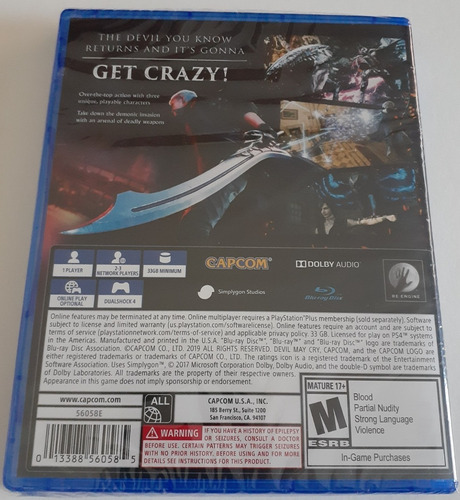 THE DEVIL YOU KNOW
RETURNS AND IT'S GONNA
GET CRAZY!
Over-the-top action with three
unique, playable characters
Take down the demonic invasion
with an arsenal of deadly weapons
1 PLAYER
2-3
NETWORK PLAYERS
33GB MINIMUM
CAPCOM
DOLBY AUDIO
Blu-ray Disc
RE ENGINE
ONLINE PLAY
OPTIONAL
DUALSHOCK 4
Simplygon Studies
Online features may be terminated at any time. Online multiplayer requires a PlayStation®Plus membership (sold separately). Software
subject to license and limited warranty (us.playstation.com/softwarelicense). Online features require an account and are subject to
terms of service (playstationnetwork.com/terms-of-service) and applicable privacy policy. 33 GB. Licensed for play on PS4™ systems
in the Americas. Manufactured and printed in the U.S.A. "Blu-ray Disc™", "Blu-ray™" and "Blu-ray Disc™" logo are trademarks of
Blu-ray Disc Association. ©CAPCOM CO., LTD. 2019 ALL RIGHTS RESERVED. DEVIL MAY CRY, CAPCOM, and the CAPCOM LOGO are
either registered trademarks or trademarks of CAPCOM CO., LTD. The ratings icon is a registered trademark of the Entertainment
Software Association. Uses Simplygon™, © 2017 Microsoft Corporation. Dolby, Dolby Audio, and the double-D symbol are trademarks
of Dolby Laboratories. All trademarks are the property of their respective owners.
Appearance in this game does not imply sponsorship or endorsement.
www.capcom.com
56058E
0 13388 56058 5
ALL
CAPCOM U.S.A., INC.
185 Berry St., Suite 1200
San Francisco, CA. 94107
WARNING
IF YOU HAVE A HISTORY OF EPILEPSY
OR SEIZURES, CONSULT A DOCTOR
BEFORE USE. CERTAIN PATTERNS MAY TRIGGER SEIZURES
WITH NO PRIOR HISTORY, BEFORE USING AND FOR MORE
DETAILS SEE INSTRUCTIONS FOR THIS PRODUCT.
MATURE 17+
M
ESRB
Blood
Partial Nudity
Strong Language
Violence